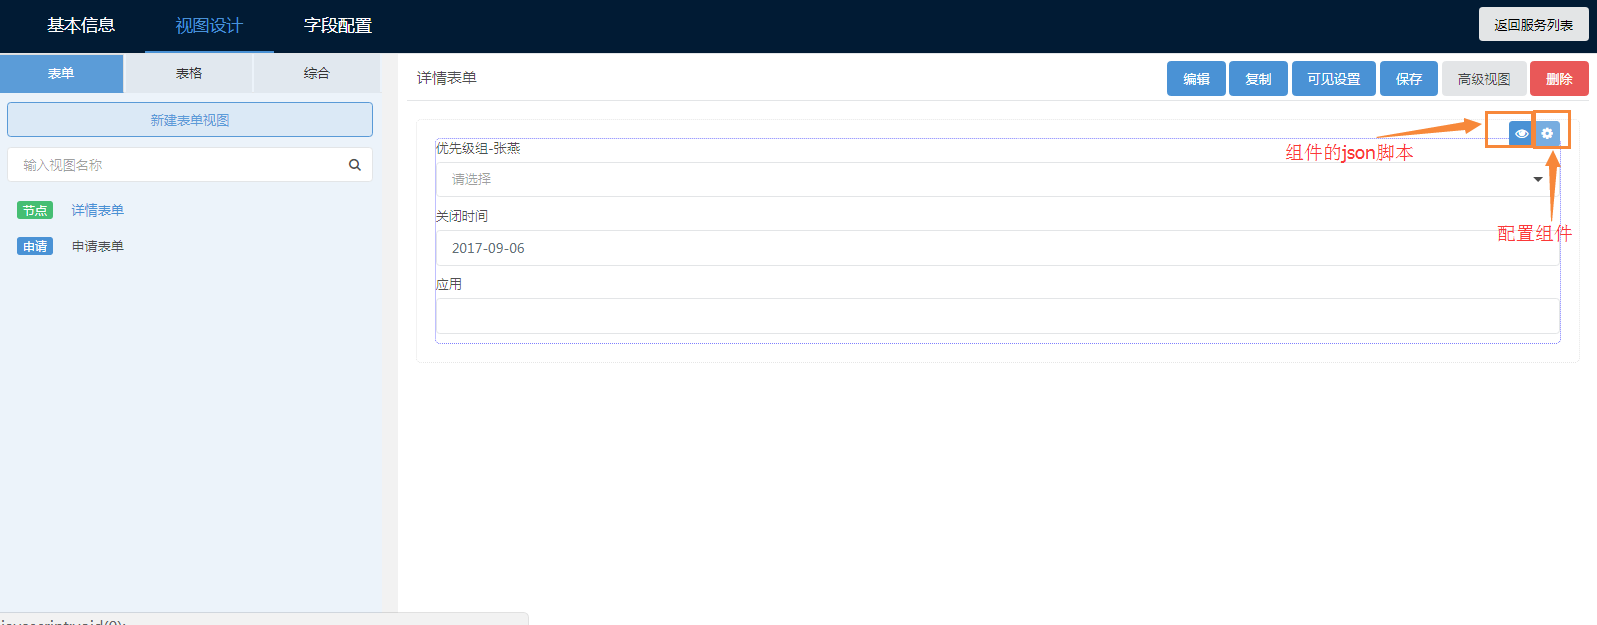 基本信息
视图设计
字段配置
返回服务列表
表单
表格
综合
详情表单
编辑
复制
可见设置
保存
高级视图
删除
新建表单视图
输入视图名称
节点 详情表单
申请 申请表单
优先级组-张燕
组件的json脚本
请选择
关闭时间
配置组件
2017-09-06
应用
javascript:void(0);